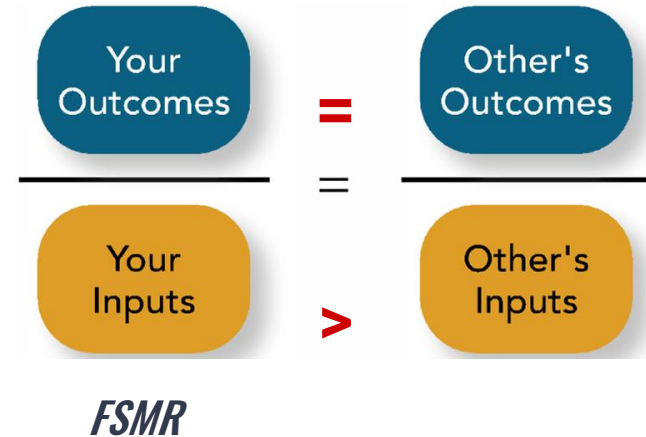 Your
Outcomes
=
Other's
Outcomes
=
Your
Inputs
>
Other's
Inputs
FSMR